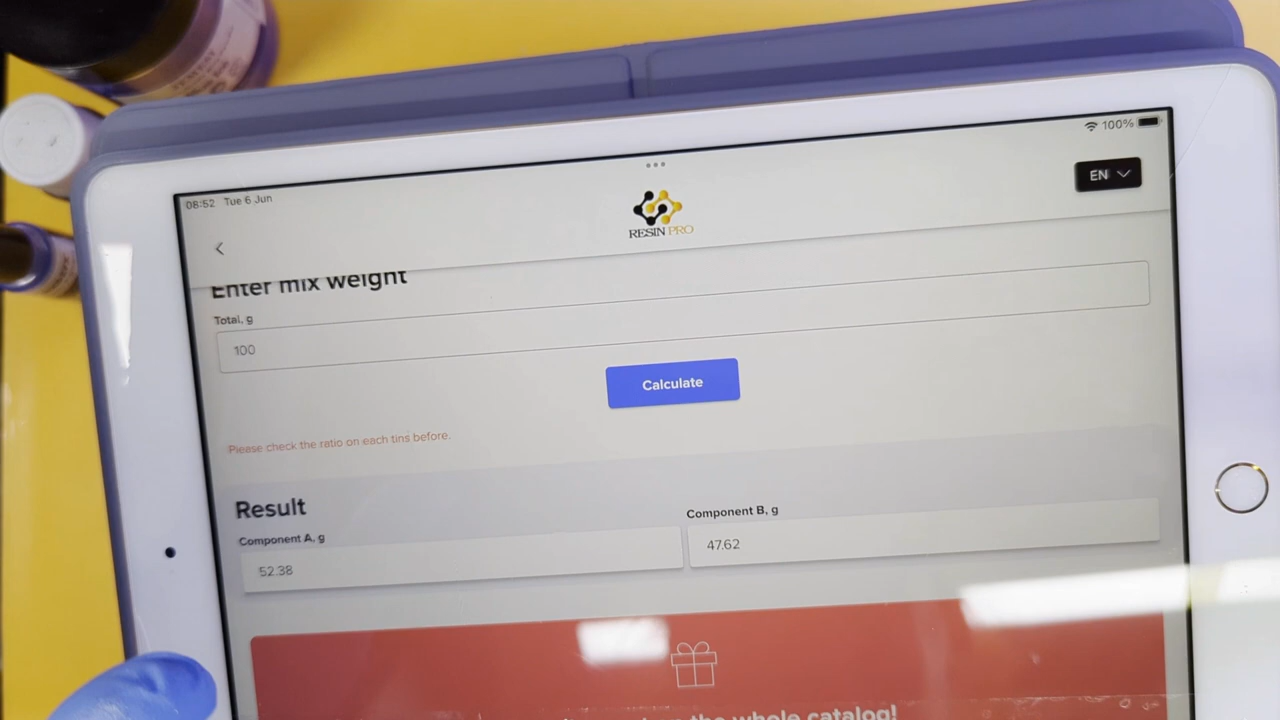 08:52 Tue 6 Jun
100%
EN
RESIN PRO
Enter mix weight
Total, g
100
Calculate
Please check the ratio on each tins before.
Result
Component A, g
Component B, g
52.38
47.62
the whole catalog!